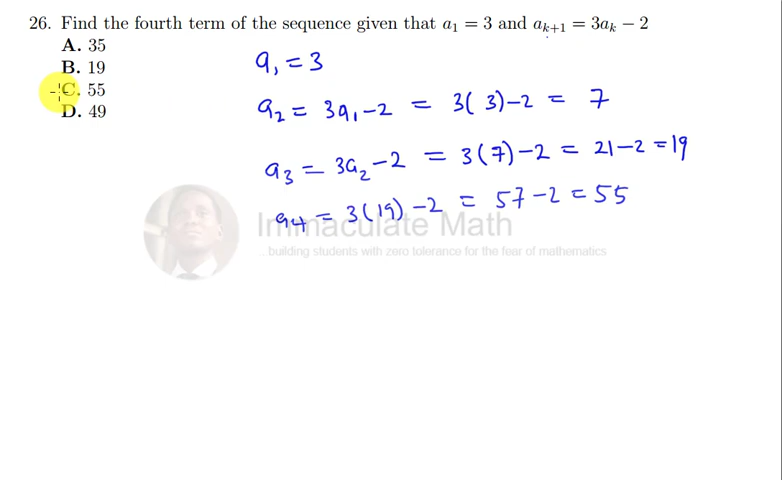 26. Find the fourth term of the sequence given that a₁ = 3 and aₖ₊₁ = 3aₖ − 2
A. 35
B. 19
C. 55
D. 49
a₁ = 3
a₂ = 3a₁ − 2 = 3(3) − 2 = 7
a₃ = 3a₂ − 2 = 3(7) − 2 = 21 − 2 = 19
a₄ = 3(19) − 2 = 57 − 2 = 55
Immaculate Math
...building students with zero tolerance for the fear of mathematics